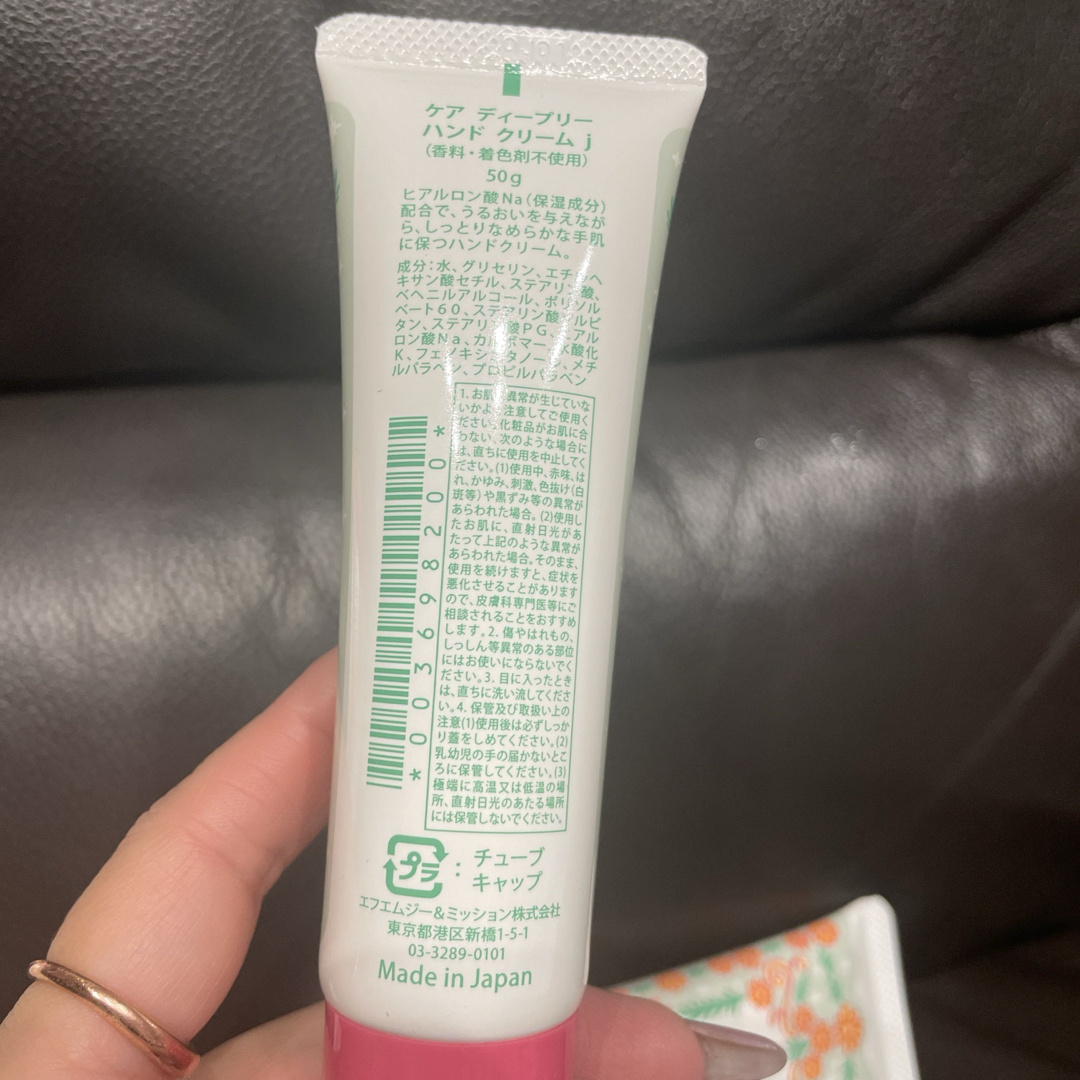 ケア ディープリー
ハンド クリーム j
（香料・着色剤不使用）
50g
ヒアルロン酸Na（保湿成分）
配合で、うるおいを与えなが
ら、しっとりなめらかな手肌
に保つハンドクリーム。
成分：水、グリセリン、エチルヘ
キサン酸セチル、ステアリン酸、
ベヘニルアルコール、ポリソル
ベート60、ステアリン酸ソルビ
タン、ステアリン酸PG、ヒアル
ロン酸Na、カルボマー、水酸化
K、フェノキシエタノール、メチ
ルパラベン、プロピルパラベン
1. お肌に異常が生じていな
いかよく注意してご使用く
ださい。化粧品がお肌に合
わない、次のような場合に
は、直ちに使用を中止してく
ださい。(1)使用中、赤味、は
れ、かゆみ、刺激、色抜け（白
斑等）や黒ずみ等の異常が
あらわれた場合。(2)使用し
たお肌に、直射日光があ
たって上記のような異常が
あらわれた場合。そのまま、
使用を続けますと、症状を
悪化させることがあります
ので、皮膚科専門医等にご
相談されることをおすすめ
します。2. 傷やはれもの、
しっしん等異常のある部位
にはお使いにならないでく
ださい。3. 目に入ったとき
は、直ちに洗い流してくださ
い。4. 保管及び取扱い上の
注意(1)使用後は必ずしっか
り蓋をしめてください。(2)
乳幼児の手の届かないとこ
ろに保管してください。(3)
極端に高温又は低温の場
所、直射日光のあたる場所
には保管しないでください。
*00369820​0*
プラ：チューブ
キャップ
エフエムジー＆ミッション株式会社
東京都港区新橋1-5-1
03-3289-0101
Made in Japan